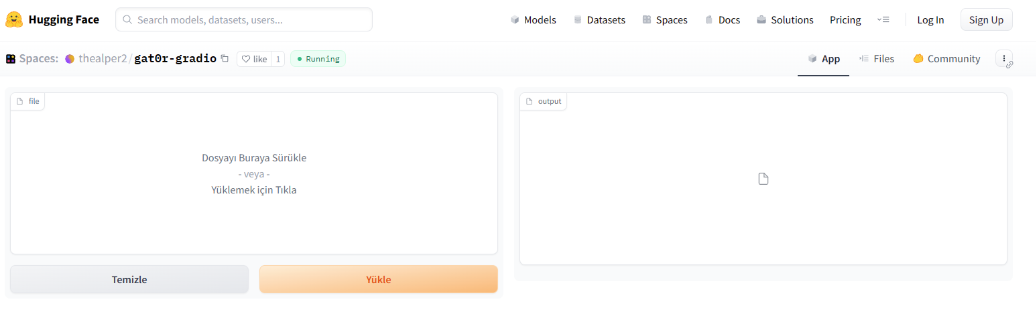 Hugging Face
Search models, datasets, users...
Models
Datasets
Spaces
Docs
Solutions
Pricing
Log In
Sign Up
Spaces:
thealper2/gat0r-gradio
like 1
Running
App
Files
Community
file
Dosyayı Buraya Sürükle
- veya -
Yüklemek için Tıkla
Temizle
Yükle
output